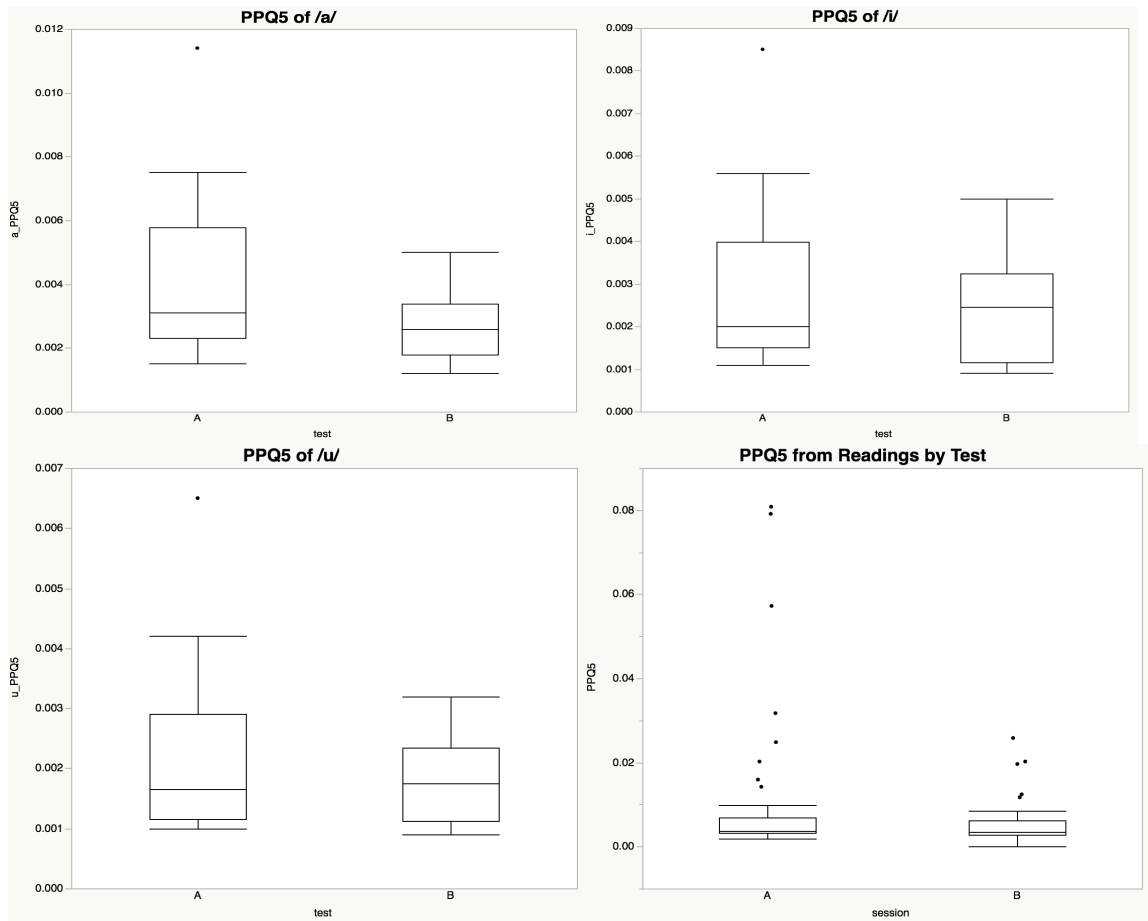 PPQ5 of /a/
0.012
0.010
0.008
0.006
0.004
0.002
0.000
a_PPQ5
A
B
test
PPQ5 of /i/
0.009
0.008
0.007
0.006
0.005
0.004
0.003
0.002
0.001
0.000
i_PPQ5
A
B
test
PPQ5 of /u/
0.007
0.006
0.005
0.004
0.003
0.002
0.001
0.000
u_PPQ5
A
B
test
PPQ5 from Readings by Test
0.08
0.06
0.04
0.02
0.00
PPQ5
A
B
session